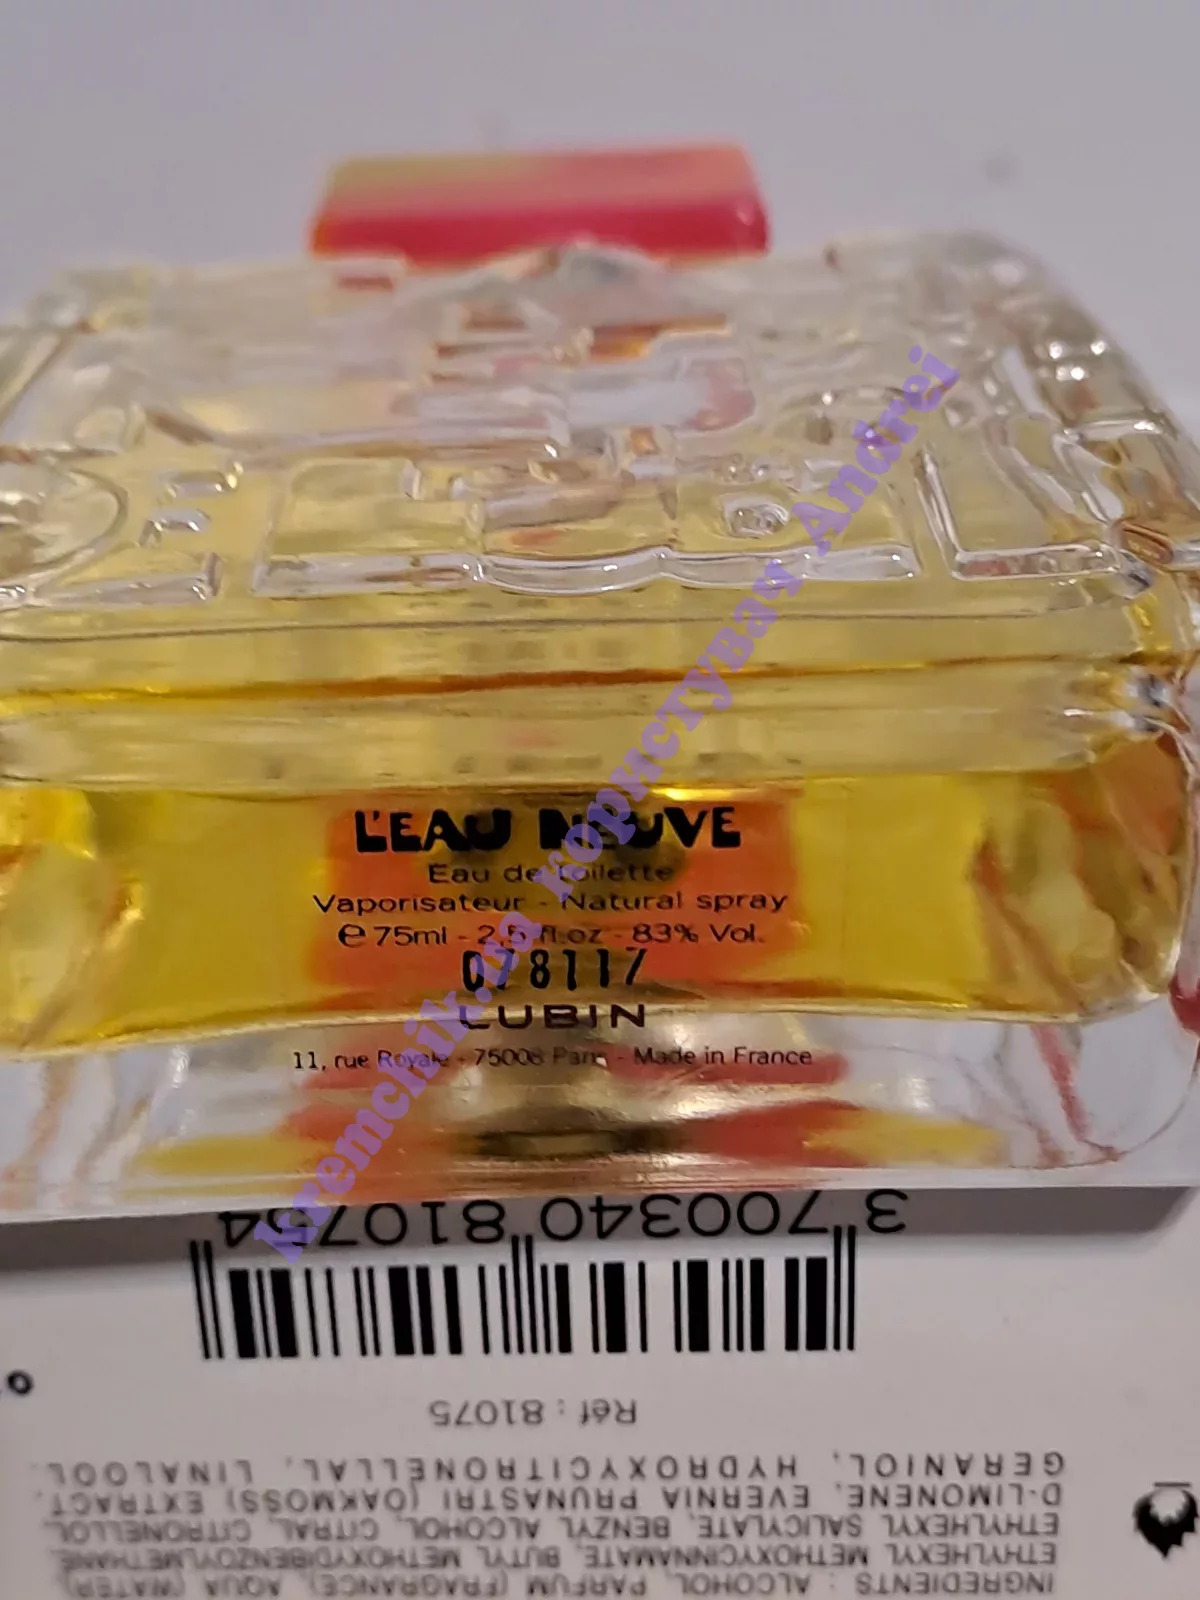 L'EAU NEUVE
Eau de toilette
Vaporisateur - Natural spray
e 75ml - 2,5 fl.oz - 83% Vol.
078117
LUBIN
11, rue Royale - 75008 Paris - Made in France
kremchik.ua користувач Andrei
3 700340 810754
Réf : 81075
INGREDIENTS : ALCOHOL, PARFUM (FRAGRANCE), AQUA (WATER)
ETHYLHEXYL METHOXYCINNAMATE, BUTYL METHOXYDIBENZOYLMETHANE,
ETHYLHEXYL SALICYLATE, BENZYL ALCOHOL, CITRAL, CITRONELLOL,
D-LIMONENE, EVERNIA PRUNASTRI (OAKMOSS) EXTRACT,
GERANIOL, HYDROXYCITRONELLAL, LINALOOL.